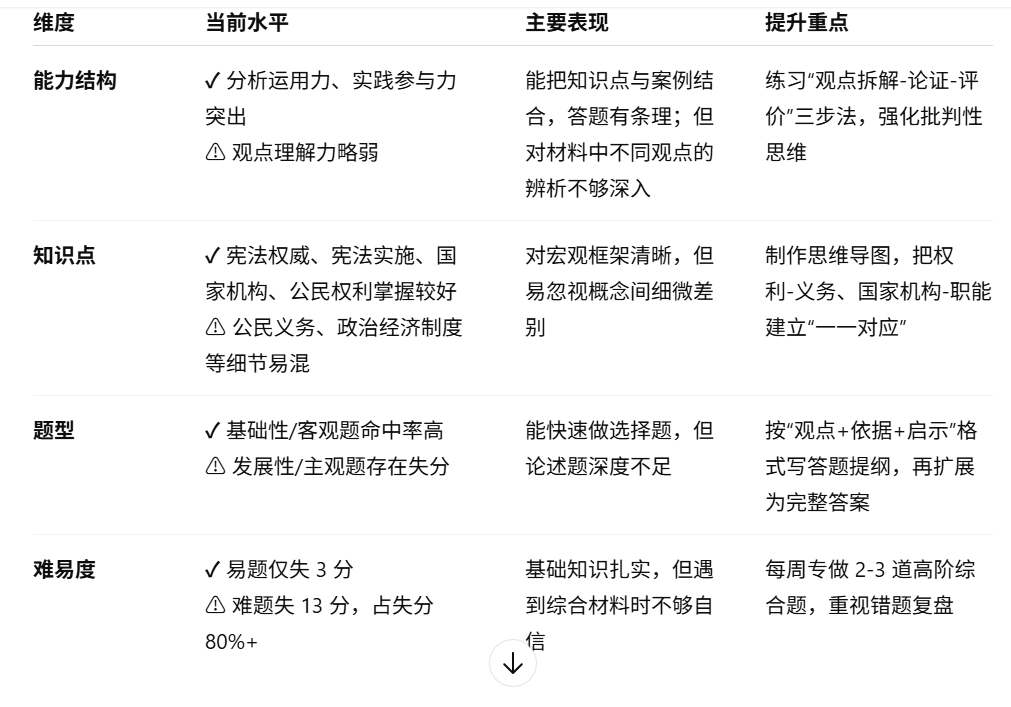 维度 当前水平 主要表现 提升重点
能力结构
✓ 分析运用力、实践参与力
突出
⚠ 观点理解力略弱
能把知识点与案例结
合，答题有条理；但
对材料中不同观点的
辨析不够深入
练习“观点拆解-论证-评
价”三步法，强化批判性
思维
知识点
✓ 宪法权威、宪法实施、国
家机构、公民权利掌握较好
⚠ 公民义务、政治经济制度
等细节易混
对宏观框架清晰，但
易忽视概念间细微差
别
制作思维导图，把权
利-义务、国家机构-职能
建立“一一对应”
题型
✓ 基础性/客观题命中率高
⚠ 发展性/主观题存在失分
能快速做选择题，但
论述题深度不足
按“观点+依据+启示”格
式写答题提纲，再扩展
为完整答案
难易度
✓ 易题仅失 3 分
⚠ 难题失 13 分，占失分
80%+
基础知识扎实，但遇
到综合材料时不够自
信
每周专做 2-3 道高阶综
合题，重视错题复盘